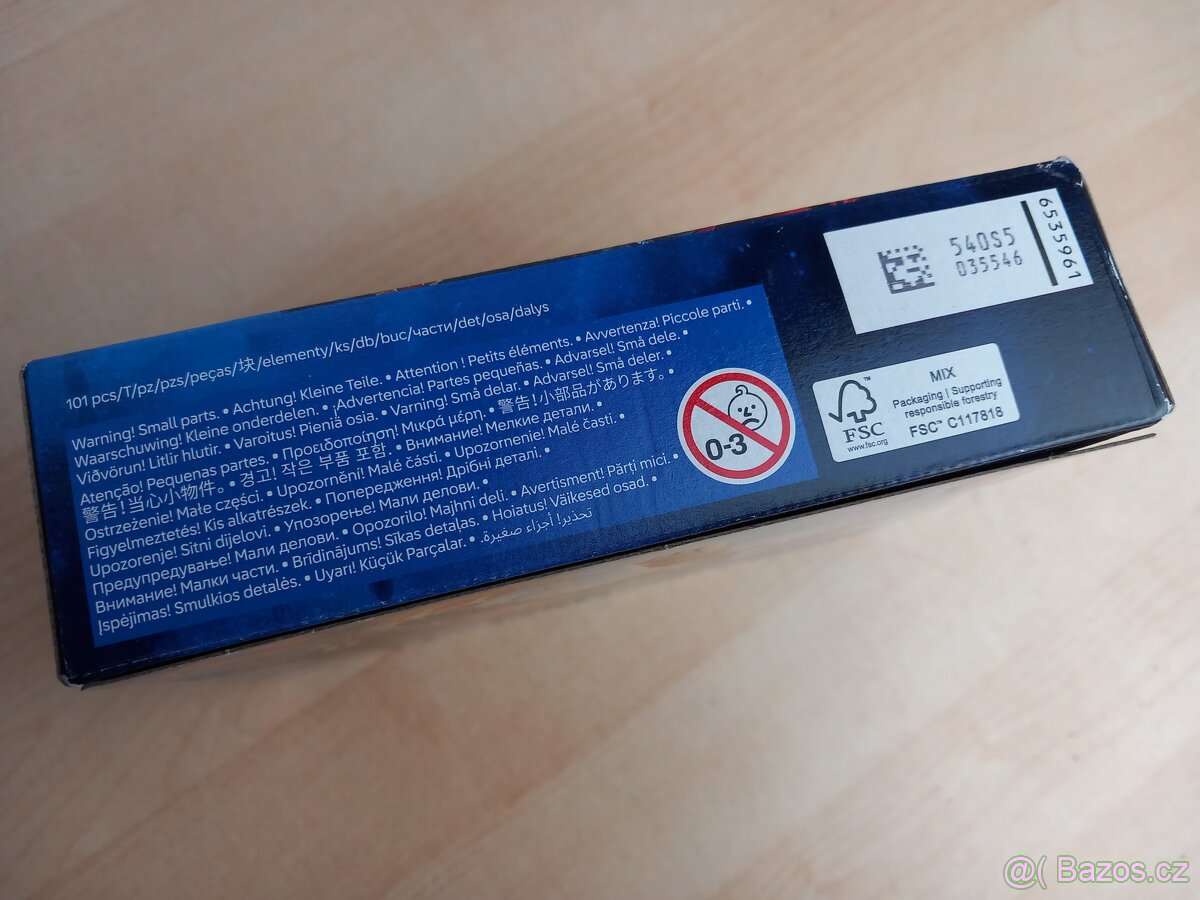 101 pcs/T/pz/pzs/peças/块/elementy/ks/db/buc/части/det/osa/dalys
Warning! Small parts. • Achtung! Kleine Teile. • Attention ! Petits éléments. • Avvertenza! Piccole parti. •
Waarschuwing! Kleine onderdelen. • ¡Advertencia! Partes pequeñas. • Advarsel! Små dele. •
Viðvörun! Litlir hlutir. • Varoitus! Pieniä osia. • Varning! Små delar. • Advarsel! Små deler. •
Atenção! Pequenas partes. • Προειδοποίηση! Μικρά μέρη. • 警告！小部品があります。 •
警告！当心小物件。 • 경고! 작은 부품 포함. • Внимание! Мелкие детали. •
Ostrzeżenie! Małe części. • Upozornění! Malé části. • Upozornenie! Malé časti. •
Figyelmeztetés! Kis alkatrészek. • Попередження! Дрібні деталі. •
Upozorenje! Sitni dijelovi. • Упозорење! Мали делови. •
Предупредување! Мали делови. • Opozorilo! Majhni deli. • Avertisment! Părți mici. •
Внимание! Малки части. • Brīdinājums! Sīkas detaļas. • Hoiatus! Väikesed osad. •
Įspėjimas! Smulkios detalės. • Uyarı! Küçük Parçalar. • تحذير! أجزاء صغيرة.
0-3
540S5
035546
6535961
FSC
www.fsc.org
MIX
Packaging | Supporting
responsible forestry
FSC™ C117818
@( Bazos.cz